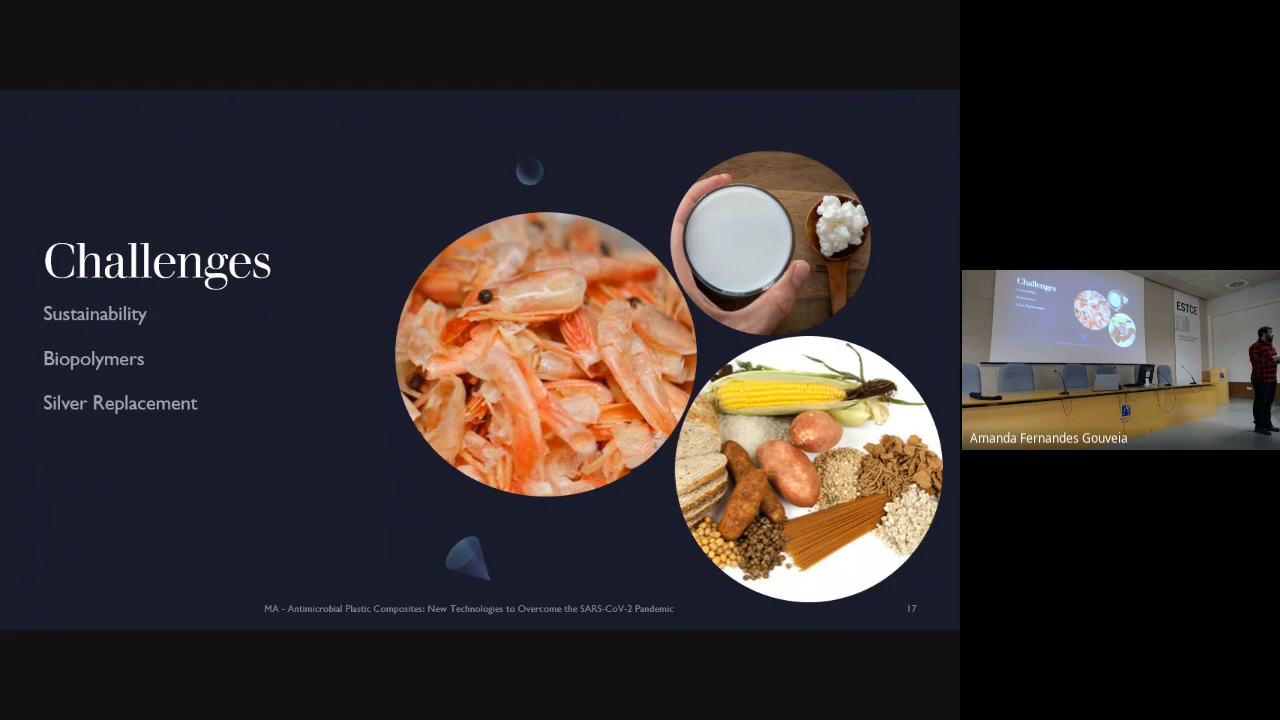 Challenges
Sustainability
Biopolymers
Silver Replacement
MA - Antimicrobial Plastic Composites: New Technologies to Overcome the SARS-CoV-2 Pandemic
17
Challenges
ESTCE
Amanda Fernandes Gouveia